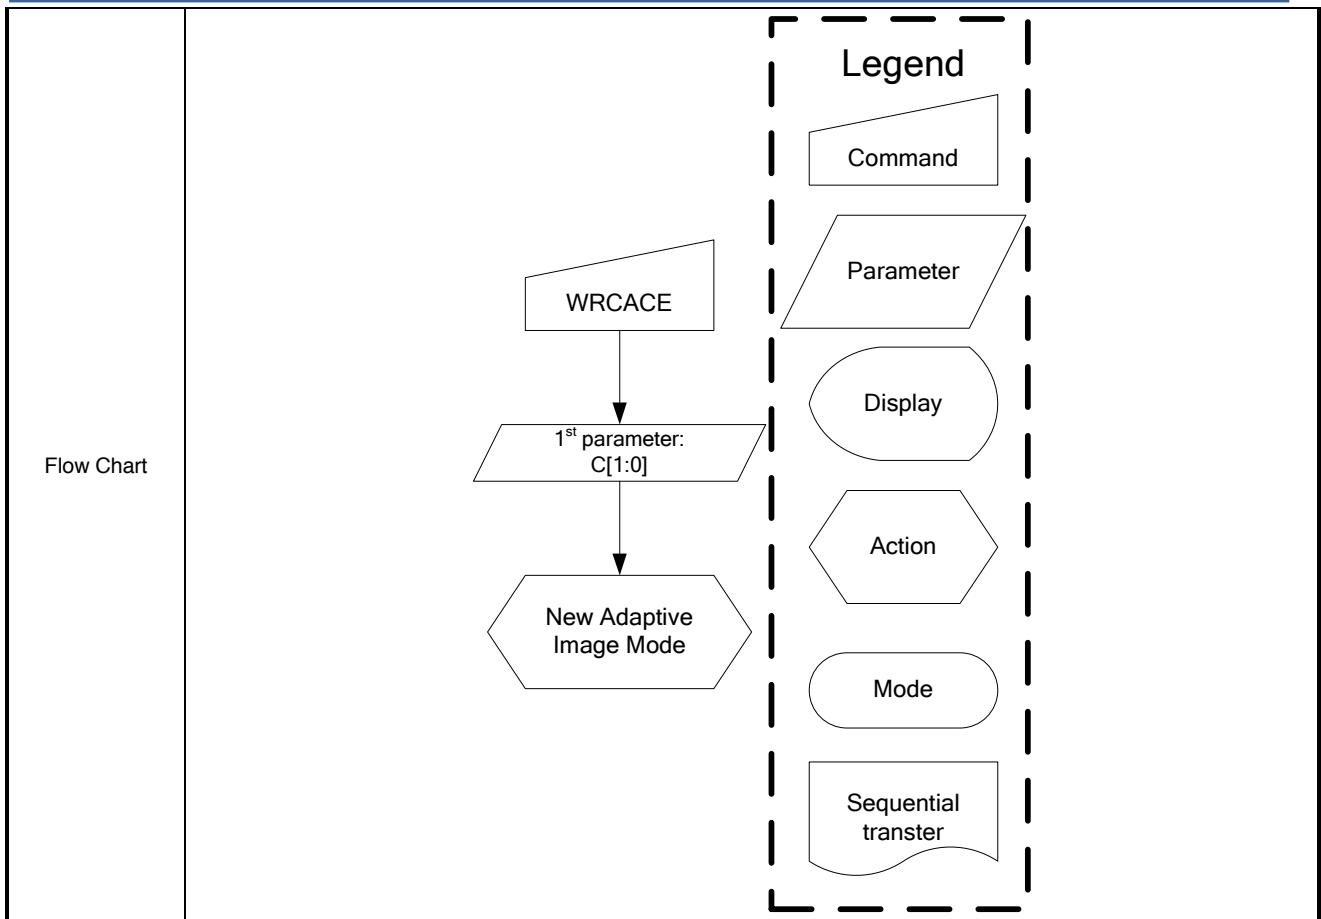 Flow Chart
WRCACE
1st parameter:
C[1:0]
New Adaptive
Image Mode
Legend
Command
Parameter
Display
Action
Mode
Sequential
transter